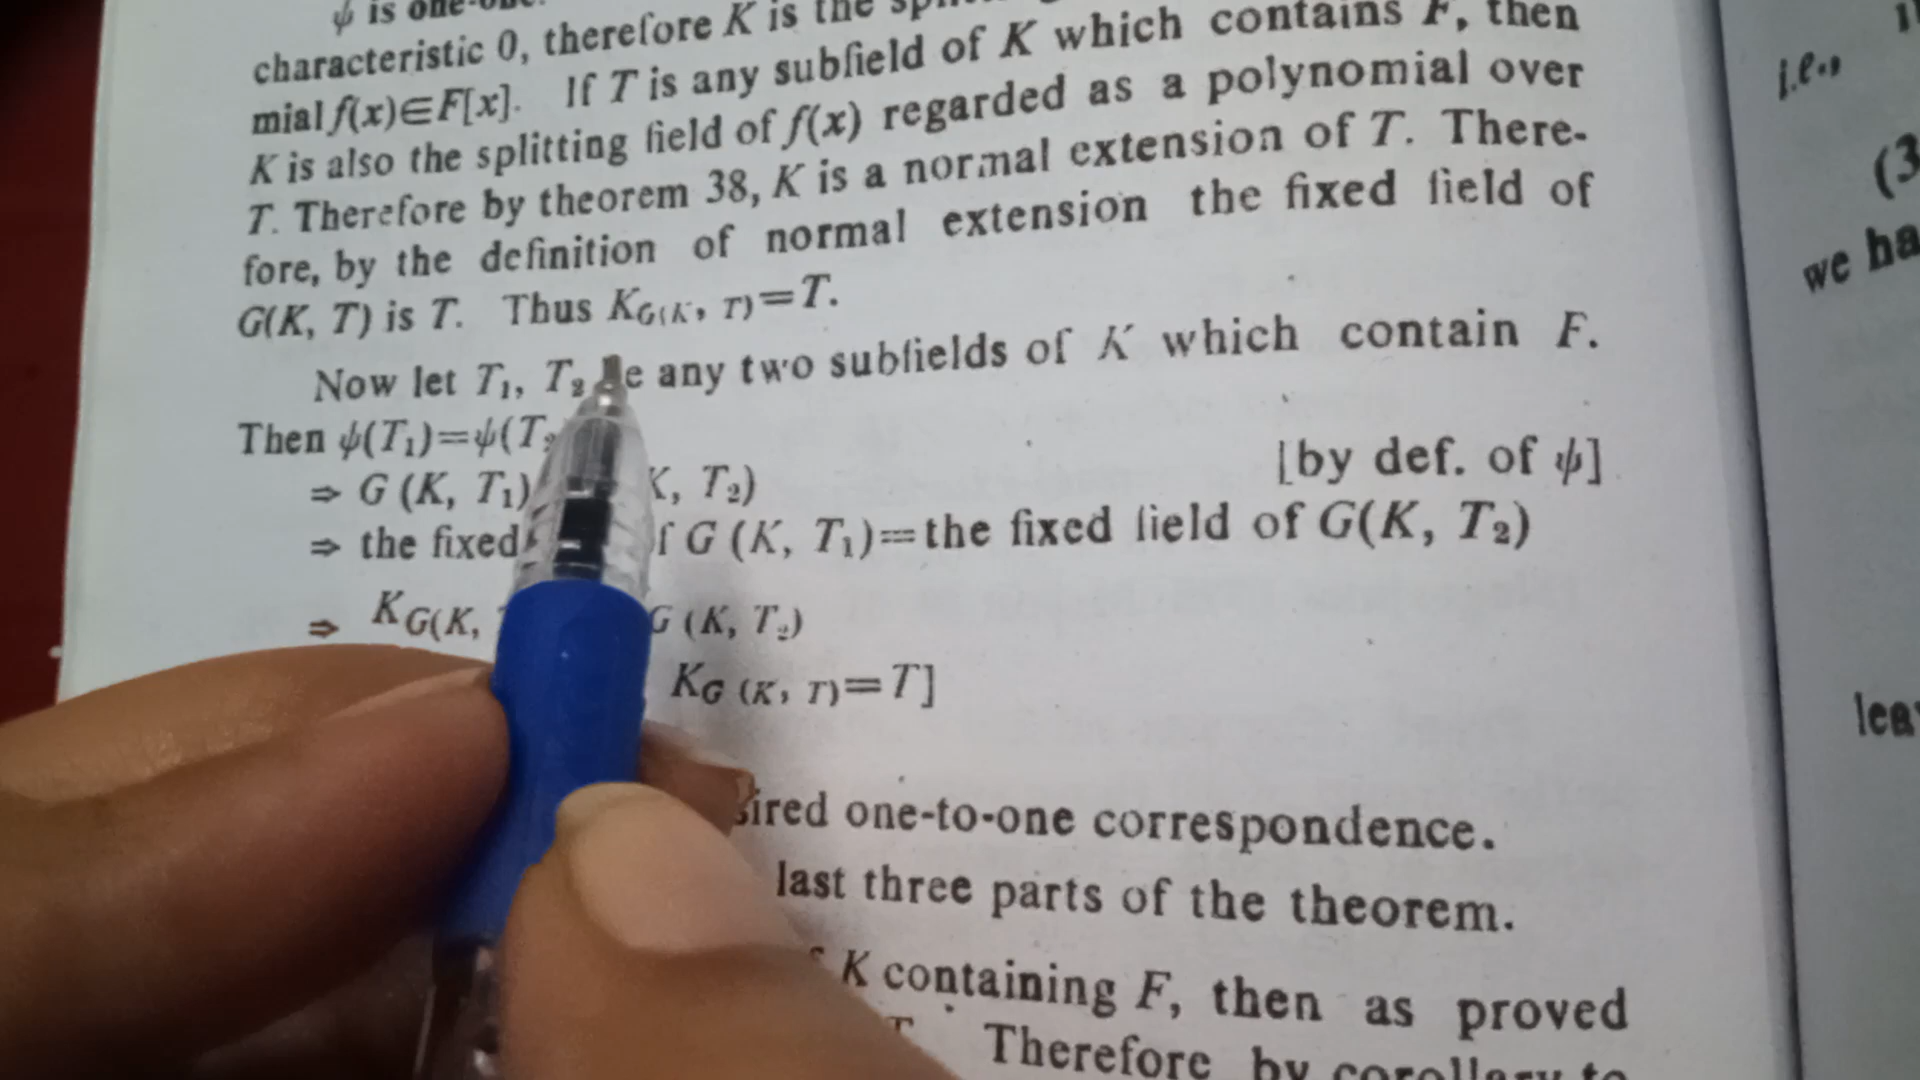 ψ is one-one.
characteristic 0, therefore K is the
mial f(x)∈F[x]. If T is any subfield of K which contains F, then
K is also the splitting field of f(x) regarded as a polynomial over
T. Therefore by theorem 38, K is a normal extension of T. There-
fore, by the definition of normal extension the fixed field of
G(K, T) is T. Thus K_{G(K, T)}=T.
Now let T₁, T₂ be any two subfields of K which contain F.
Then ψ(T₁)=ψ(T₂
⇒ G (K, T₁) K, T₂) [by def. of ψ]
⇒ the fixed f G (K, T₁)=the fixed field of G(K, T₂)
⇒ K_{G(K, G (K, T₂)}
K_{G (K, T)}=T]
one-to-one correspondence.
last three parts of the theorem.
K containing F, then as proved
Therefore by corollary to
i.e.,
(3
we ha
lea